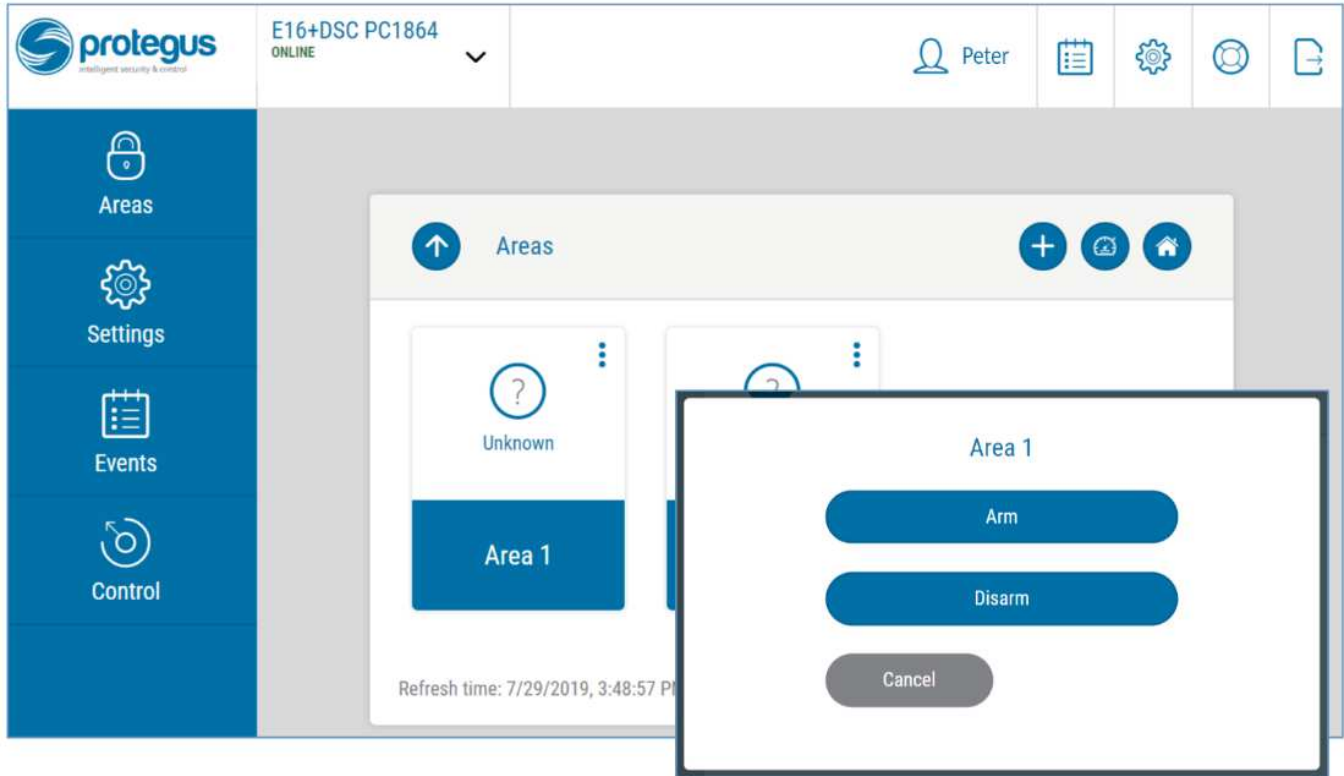 protegus
intelligent security & control
E16+DSC PC1864
ONLINE
Peter
Areas
Settings
Events
Control
Areas
?
Unknown
Area 1
?
Refresh time: 7/29/2019, 3:48:57 P
Area 1
Arm
Disarm
Cancel